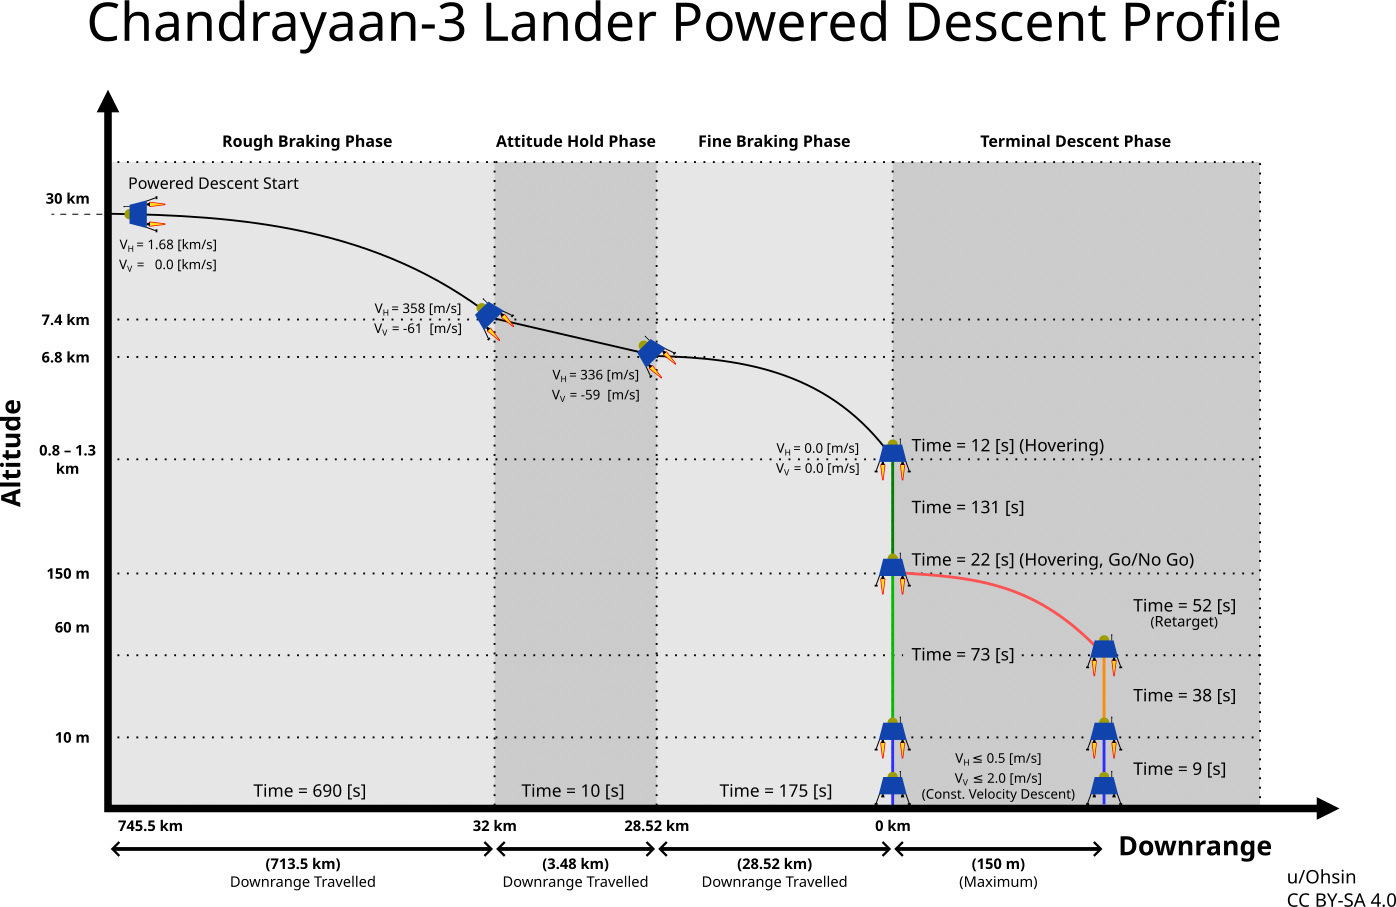 Chandrayaan-3 Lander Powered Descent Profile
Rough Braking Phase
Attitude Hold Phase
Fine Braking Phase
Terminal Descent Phase
Powered Descent Start
30 km
VH = 1.68 [km/s]
VV = 0.0 [km/s]
VH = 358 [m/s]
VV = -61 [m/s]
7.4 km
6.8 km
VH = 336 [m/s]
VV = -59 [m/s]
Altitude
0.8 – 1.3
km
VH = 0.0 [m/s]
VV = 0.0 [m/s]
Time = 12 [s] (Hovering)
Time = 131 [s]
Time = 22 [s] (Hovering, Go/No Go)
150 m
Time = 52 [s]
(Retarget)
60 m
Time = 73 [s]
Time = 38 [s]
10 m
VH ≤ 0.5 [m/s]
VV ≤ 2.0 [m/s]
(Const. Velocity Descent)
Time = 9 [s]
Time = 690 [s]
Time = 10 [s]
Time = 175 [s]
745.5 km
32 km
28.52 km
0 km
Downrange
(713.5 km)
Downrange Travelled
(3.48 km)
Downrange Travelled
(28.52 km)
Downrange Travelled
(150 m)
(Maximum)
u/Ohsin
CC BY-SA 4.0